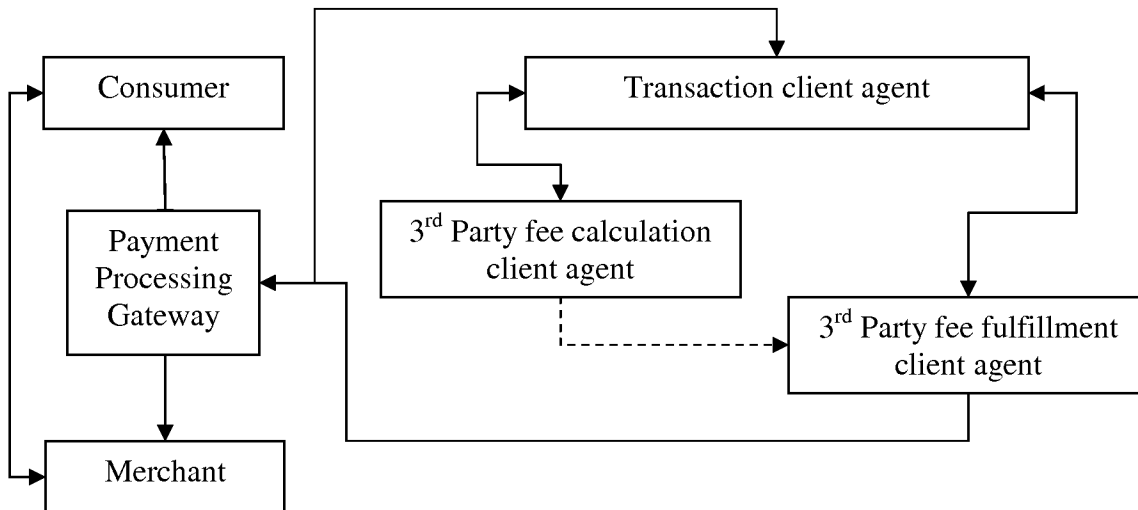 Consumer
Transaction client agent
Payment
Processing
Gateway
3rd Party fee calculation
client agent
3rd Party fee fulfillment
client agent
Merchant